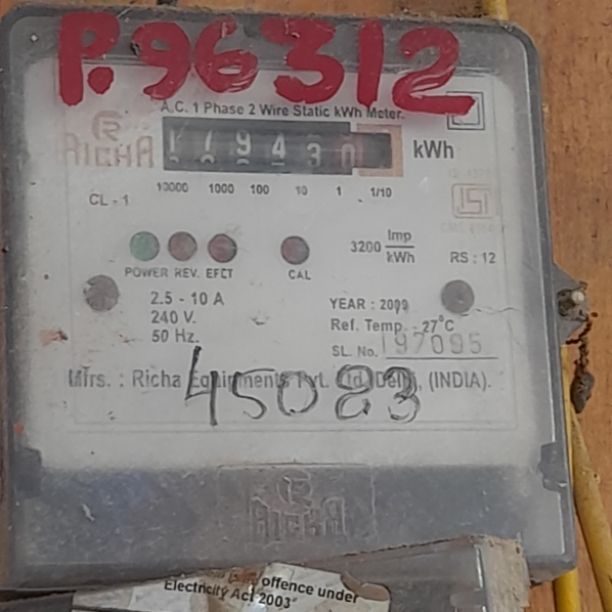 P.96312
A.C. 1 Phase 2 Wire Static kWh Meter.
RICHA
kWh
10000 1000 100 10 1 1/10
CL - 1
ISI
3200 Imp/kWh
RS : 12
POWER REV. EFCT CAL
2.5 - 10 A
240 V.
50 Hz.
YEAR : 2009
Ref. Temp. - 27°C
SL. No. 197095
Mfrs. : Richa Equipments Pvt. Ltd. Delhi, (INDIA).
45083
RICHA
offence under
Electricity Act 2003"